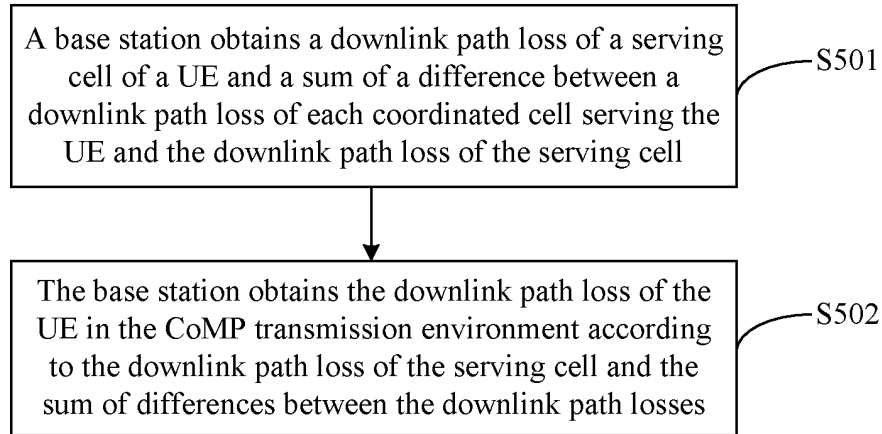 A base station obtains a downlink path loss of a serving
cell of a UE and a sum of a difference between a
downlink path loss of each coordinated cell serving the
UE and the downlink path loss of the serving cell
S501
The base station obtains the downlink path loss of the
UE in the CoMP transmission environment according
to the downlink path loss of the serving cell and the
sum of differences between the downlink path losses
S502